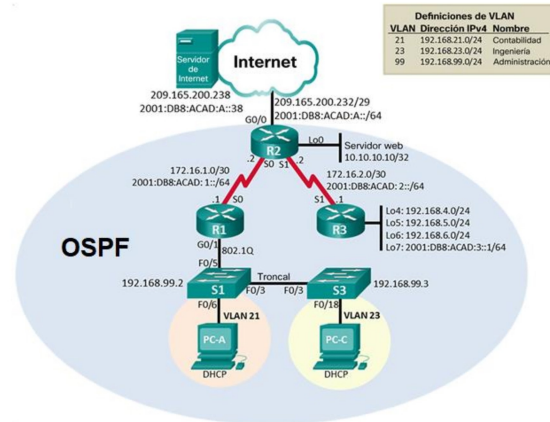 Definiciones de VLAN
VLAN Dirección IPv4 Nombre
21 192.168.21.0/24 Contabilidad
23 192.168.23.0/24 Ingeniería
99 192.168.99.0/24 Administración
Servidor de Internet
Internet
209.165.200.238
2001:DB8:ACAD:A::38
209.165.200.232/29
2001:DB8:ACAD:A::/64
G0/0
Lo0
R2
Servidor web
10.10.10.10/32
.2 S0 S1 .2
172.16.1.0/30
2001:DB8:ACAD: 1::/64
172.16.2.0/30
2001:DB8:ACAD: 2::/64
.1 S0
S1 .1
R1
R3
Lo4: 192.168.4.0/24
Lo5: 192.168.5.0/24
Lo6: 192.168.6.0/24
Lo7: 2001:DB8:ACAD:3::1/64
OSPF
G0/1
802.1Q
F0/5
192.168.99.2
S1
F0/3
Troncal
F0/3
S3
192.168.99.3
F0/6
VLAN 21
F0/18
VLAN 23
PC-A
PC-C
DHCP
DHCP